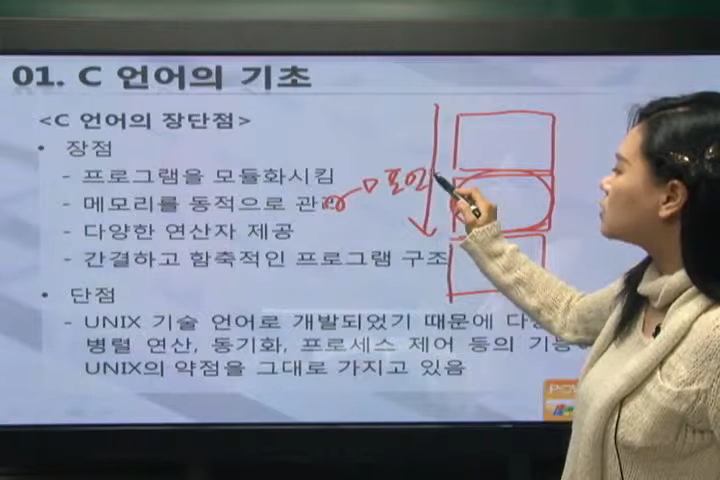 01. C 언어의 기초
<C 언어의 장단점>
• 장점
- 프로그램을 모듈화시킴
- 메모리를 동적으로 관
- 다양한 연산자 제공
- 간결하고 함축적인 프로그램 구조
• 단점
- UNIX 기술 언어로 개발되었기 때문에
병렬 연산, 동기화, 프로세스 제어 등의 기능
UNIX의 약점을 그대로 가지고 있음